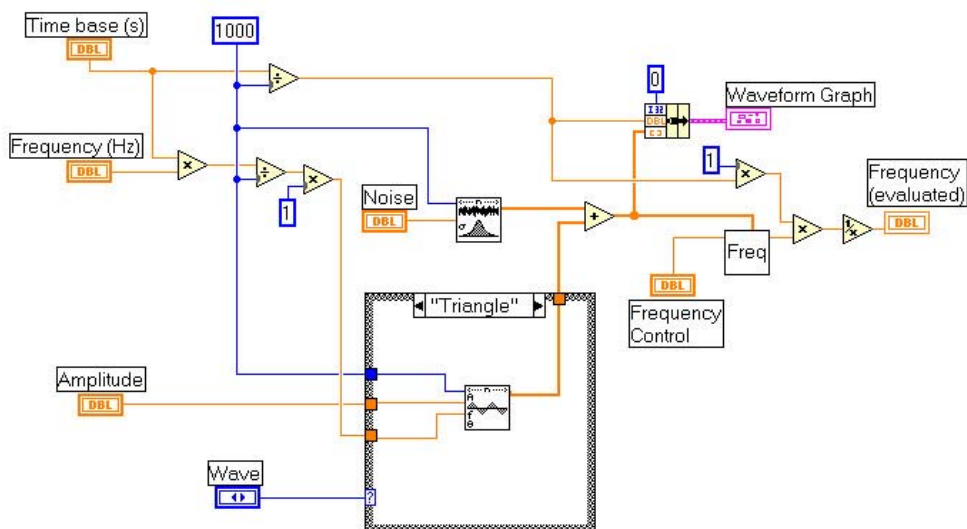 Time base (s)
DBL
1000
÷
0
I32
DBL
Waveform Graph
Frequency (Hz)
DBL
×
÷
×
1
1
×
Frequency
(evaluated)
DBL
Noise
DBL
n
σ
+
Freq
×
1/x
DBL
Frequency
Control
"Triangle"
Amplitude
DBL
n
A
f
θ
Wave
?